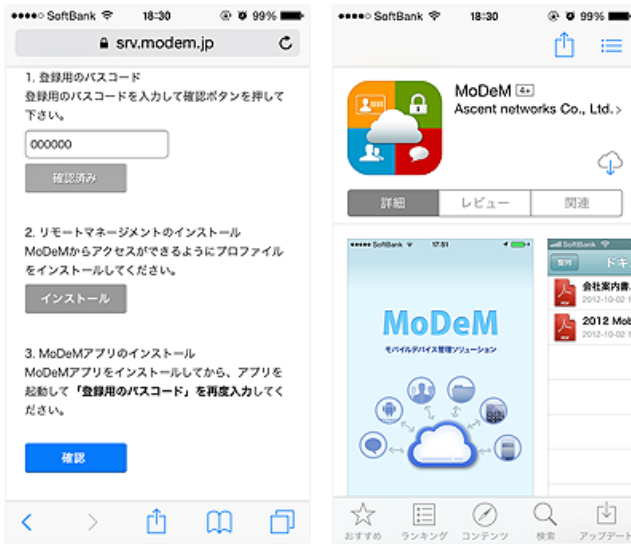 SoftBank 18:30 99%
srv.modem.jp
1. 登録用のパスコード
登録用のパスコードを入力して確認ボタンを押して
下さい。
000000
確認済み
2. リモートマネージメントのインストール
MoDeMからアクセスができるようにプロファイル
をインストールしてください。
インストール
3. MoDeMアプリのインストール
MoDeMアプリをインストールしてから、アプリを
起動して「登録用のパスコード」を再度入力してく
ださい。
確認
SoftBank 18:30 99%
MoDeM 4+
Ascent networks Co., Ltd.>
詳細 レビュー 関連
SoftBank 17:51
MoDeM
モバイルデバイス管理ソリューション
SoftBank
ドキ
会社案内書.
2012-10-02 1
2012 Mob
2012-10-02 1
おすすめ ランキング コンテンツ 検索 アップデート